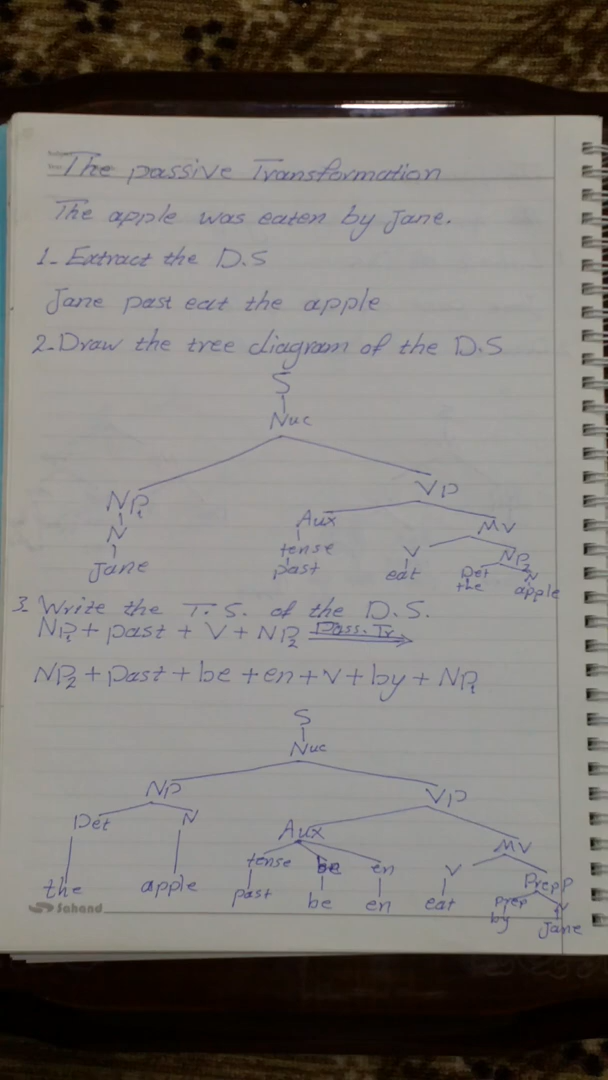 The passive Transformation
The apple was eaten by Jane.
1- Extract the D.S
Jane past eat the apple
2-Draw the tree diagram of the D.S
S
Nuc
NP1 VP
N Aux MV
Jane tense V NP2
past eat Det N
the apple
3- Write the T.S. of the D.S.
NP1 + past + V + NP2 Pass. Tr
NP2 + past + be + en + v + by + NP1
S
Nuc
NP VP
Det N Aux MV
tense be en V PrepP
the apple past be en eat prep N
by Jane
Sahand